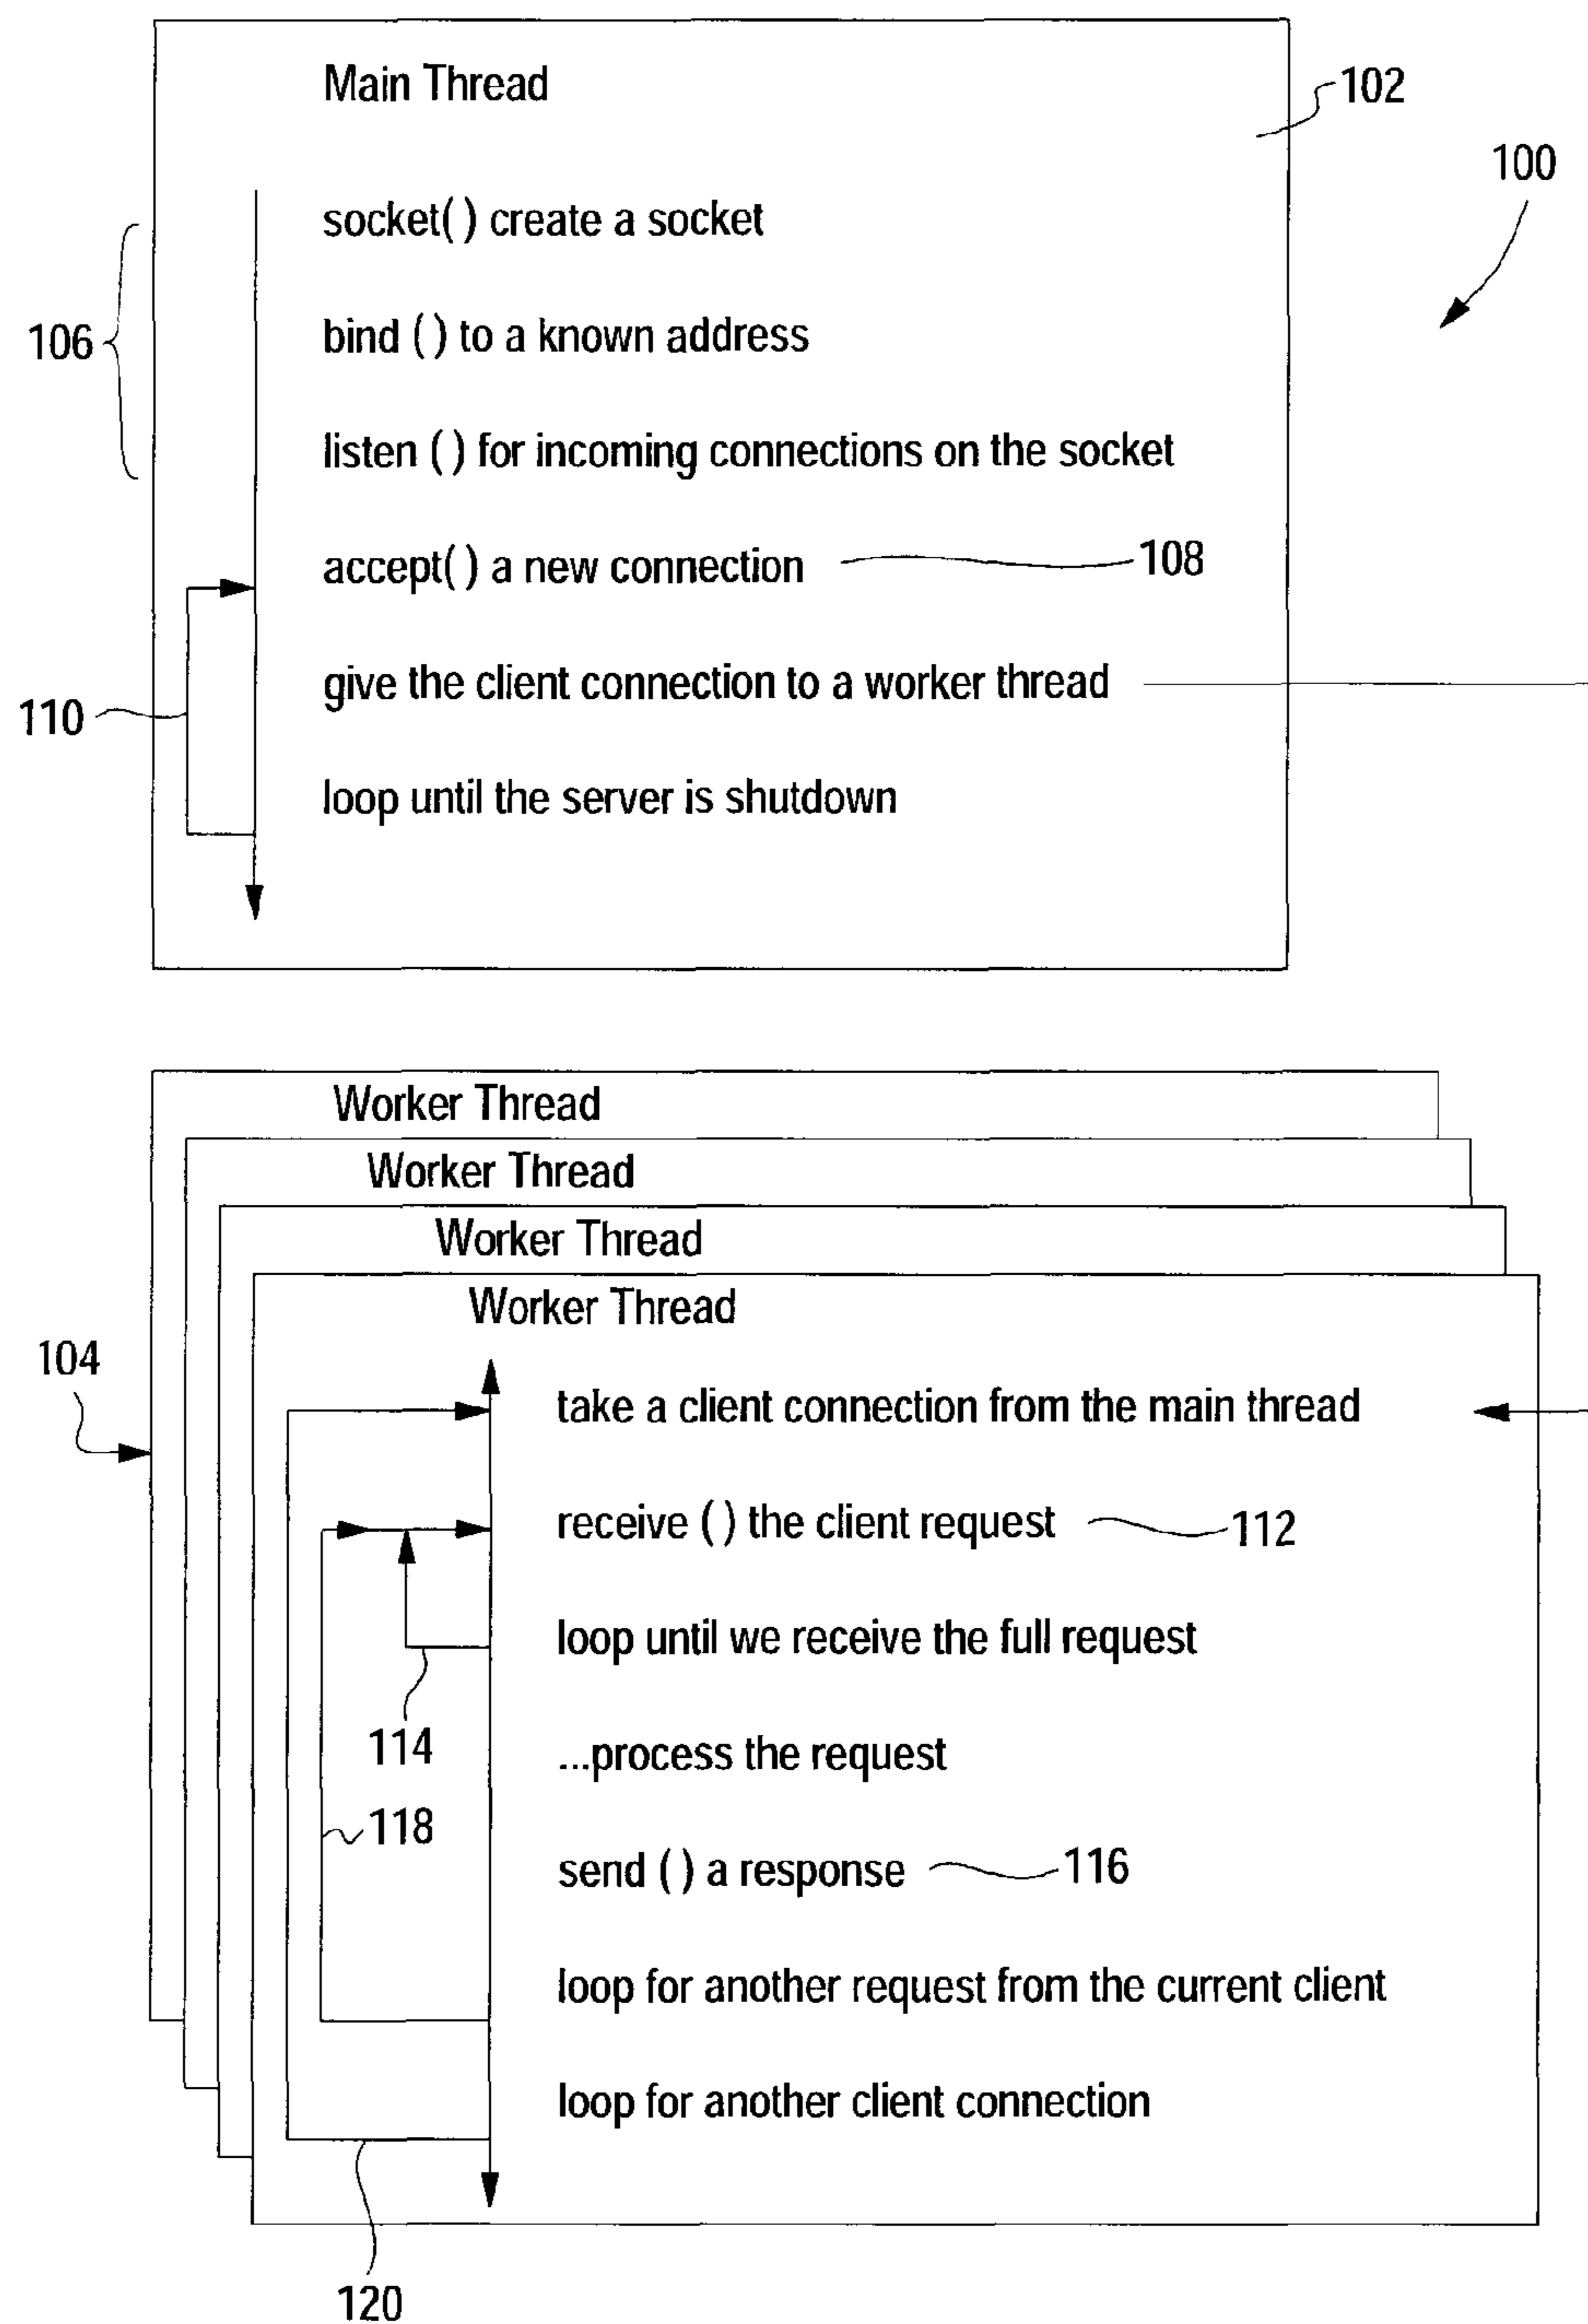 Main Thread
102
100
socket( ) create a socket
106
bind ( ) to a known address
listen ( ) for incoming connections on the socket
accept( ) a new connection
108
give the client connection to a worker thread
110
loop until the server is shutdown
Worker Thread
Worker Thread
Worker Thread
Worker Thread
104
take a client connection from the main thread
receive ( ) the client request
112
loop until we receive the full request
114
...process the request
118
send ( ) a response
116
loop for another request from the current client
loop for another client connection
120